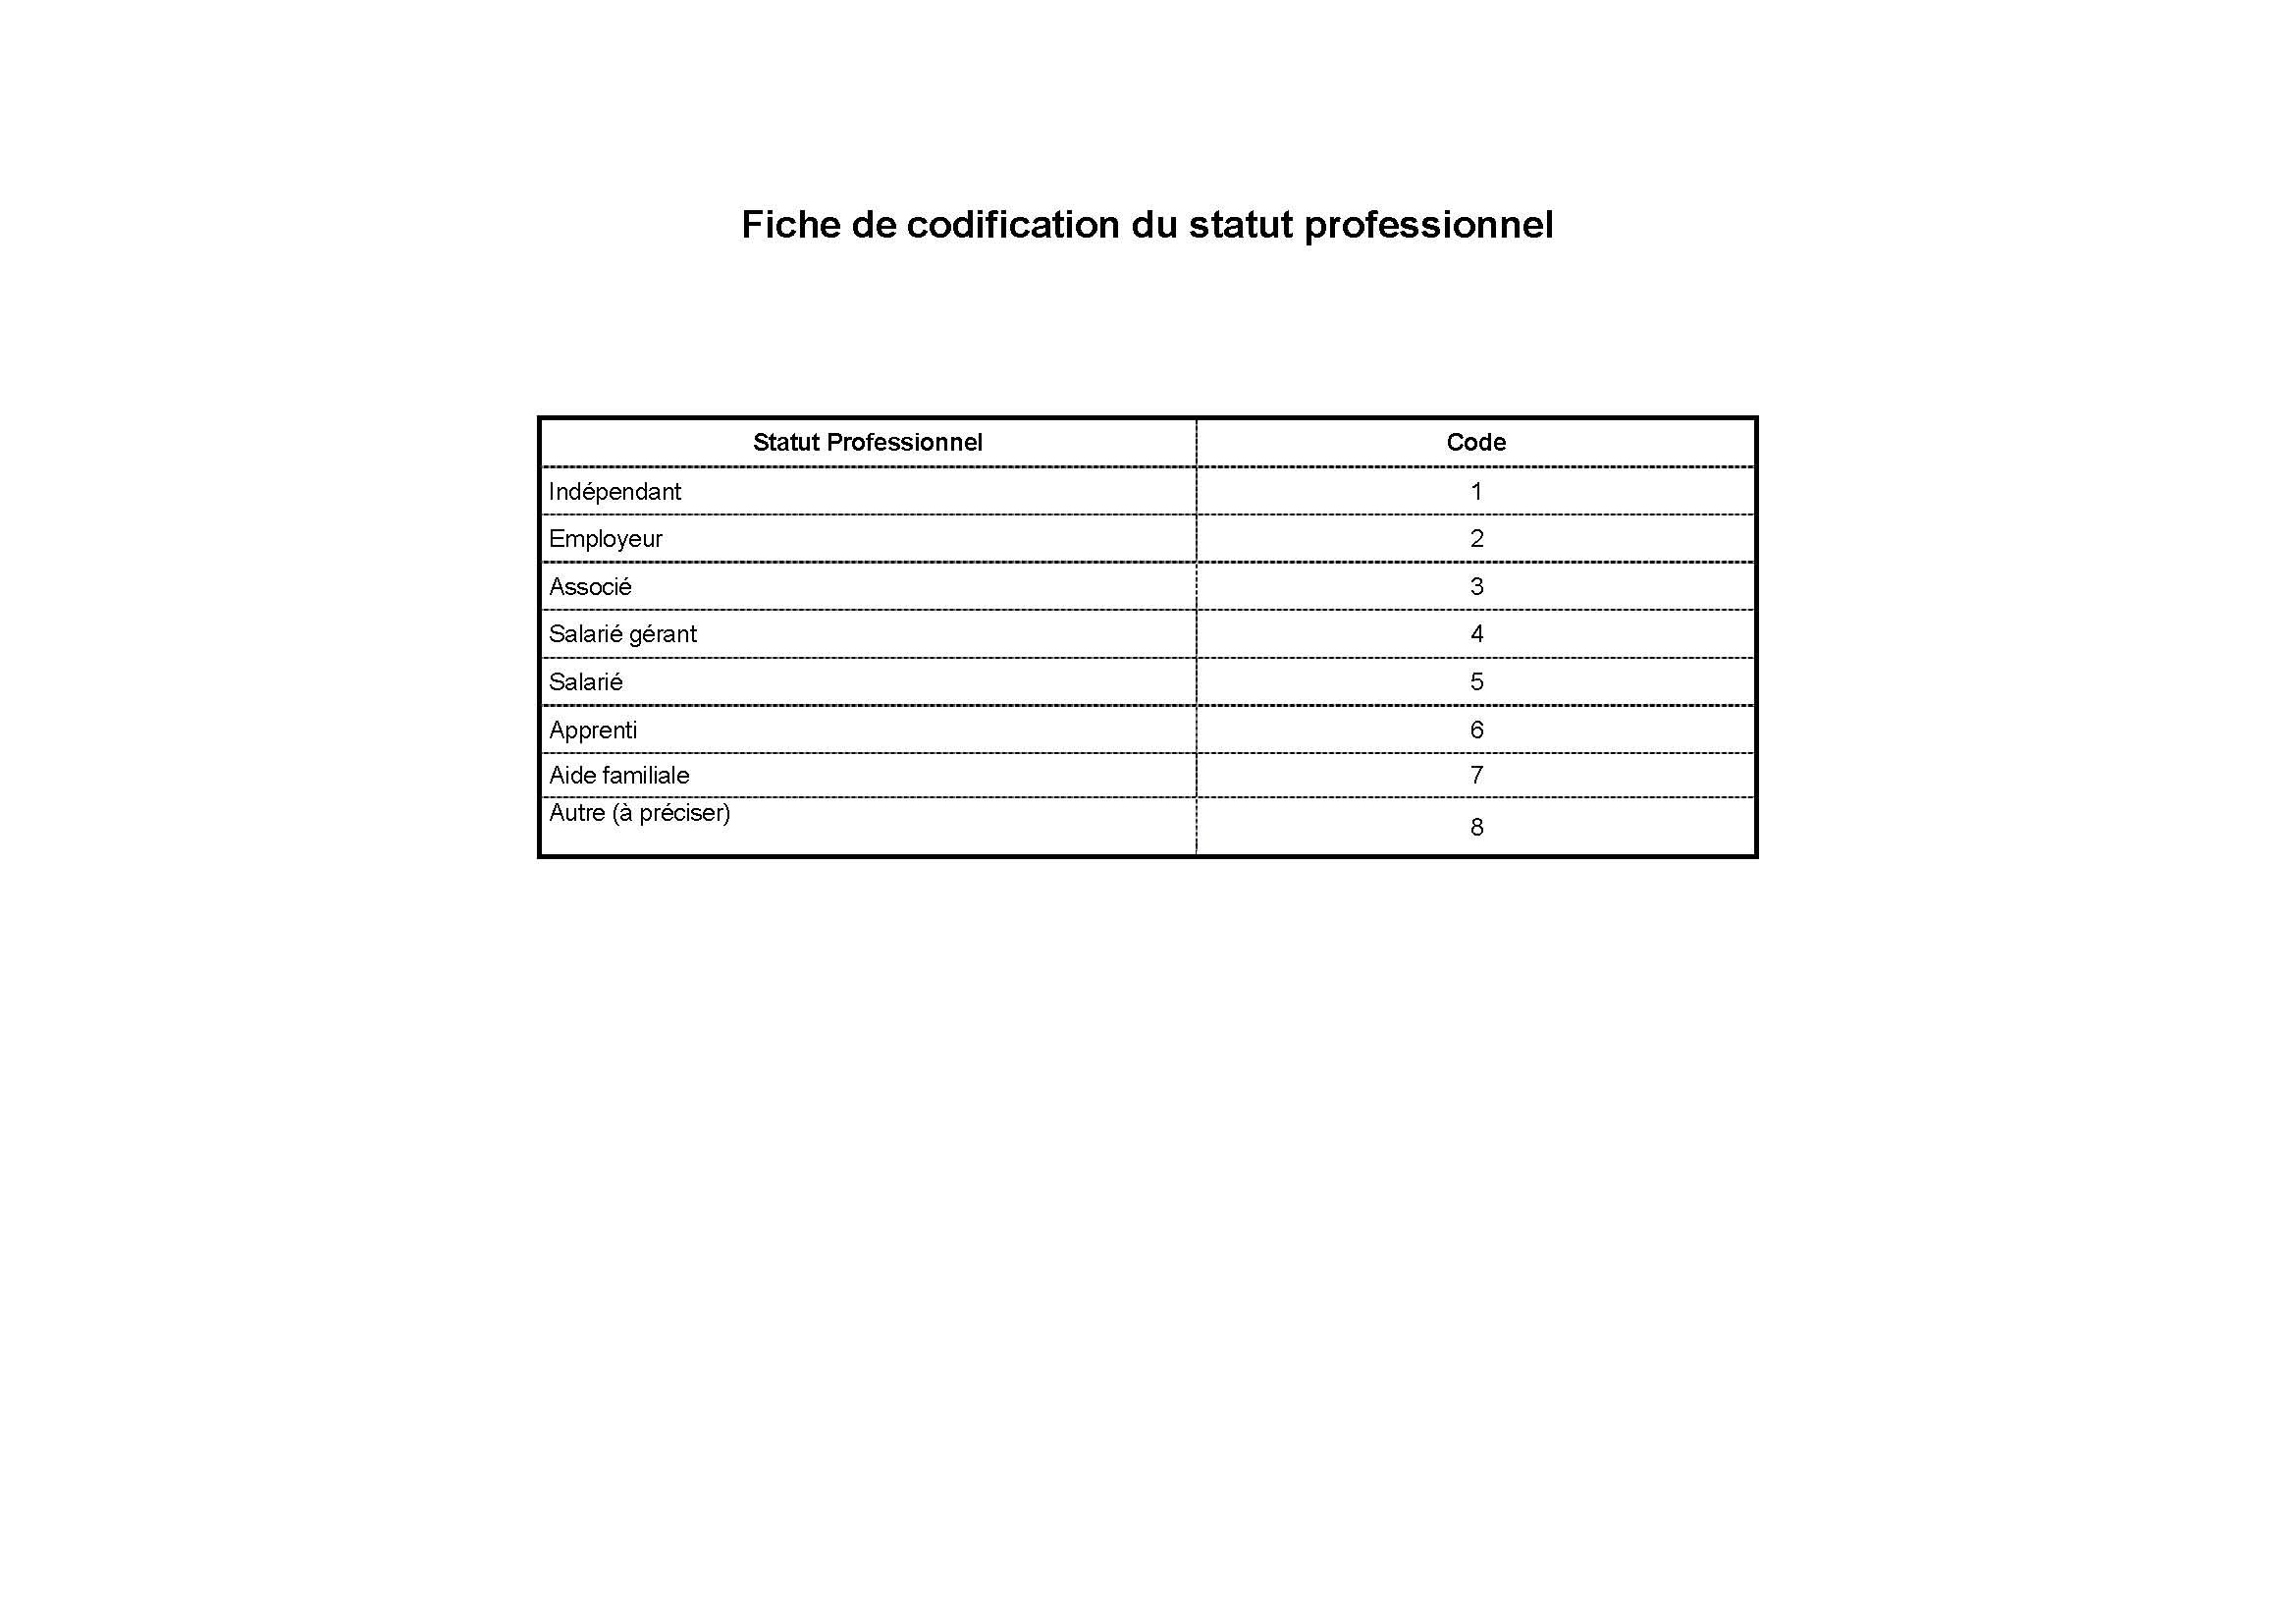 Fiche de codification du statut professionnel
Statut Professionnel Code
Indépendant 1
Employeur 2
Associé 3
Salarié gérant 4
Salarié 5
Apprenti 6
Aide familiale 7
Autre (à préciser) 8